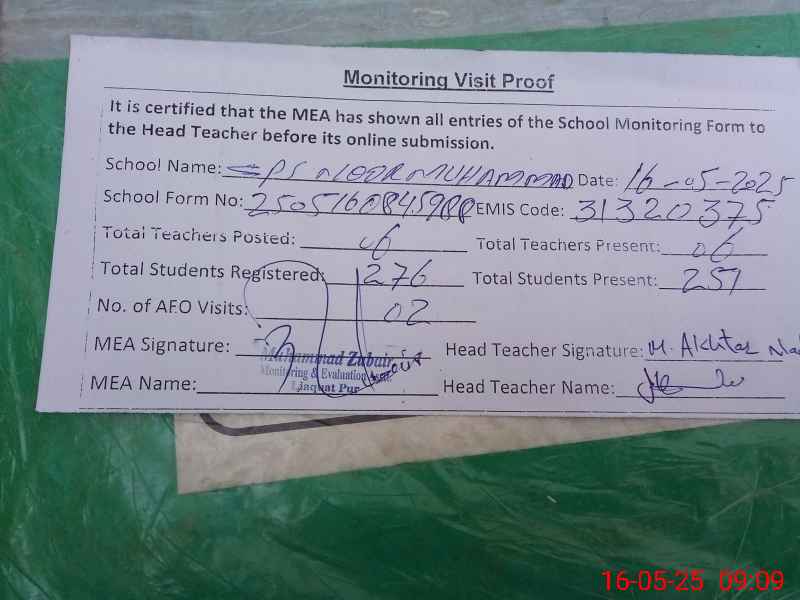 Monitoring Visit Proof
It is certified that the MEA has shown all entries of the School Monitoring Form to
the Head Teacher before its online submission.
School Name: PS NOOR MUHAMMAD Date: 16-05-2025
School Form No: 2505160845988 EMIS Code: 31320375
Total Teachers Posted: 06 Total Teachers Present: 06
Total Students Registered: 276 Total Students Present: 251
No. of AFO Visits: 02
MEA Signature: Head Teacher Signature: M. Akhtar
Muhammad Zubair
Monitoring & Evaluation
Liaquat Pur
MEA Name: Head Teacher Name:
16-05-25 09:09